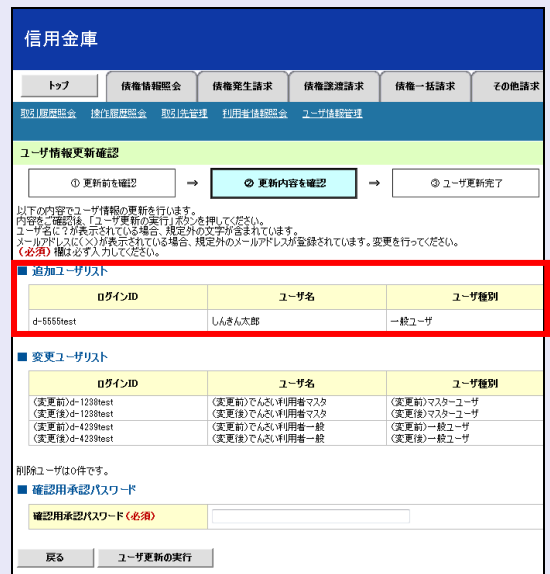 信用金庫
トップ 債権情報照会 債権発生請求 債権譲渡請求 債権一括請求 その他請求
取引履歴照会 操作履歴照会 取引先管理 利用者情報照会 ユーザ情報管理
ユーザ情報更新確認
① 更新前を確認 → ② 更新内容を確認 → ③ ユーザ更新完了
以下の内容でユーザ情報の更新を行います。
内容をご確認後、「ユーザ更新の実行」ボタンを押してください。
ユーザ名に?が表示されている場合、規定外の文字が含まれています。
メールアドレスに(×)が表示されている場合、規定外のメールアドレスが登録されています。変更を行ってください。
(必須)欄は必ず入力してください。
■ 追加ユーザリスト
ログインID ユーザ名 ユーザ種別
d-5555test しんきん太郎 一般ユーザ
■ 変更ユーザリスト
ログインID ユーザ名 ユーザ種別
(変更前)d-1238test (変更前)でんさい利用者マスタ (変更前)マスターユーザ
(変更後)d-1238test (変更後)でんさい利用者マスタ (変更後)マスターユーザ
(変更前)d-4239test (変更前)でんさい利用者一般 (変更前)一般ユーザ
(変更後)d-4239test (変更後)でんさい利用者一般 (変更後)一般ユーザ
削除ユーザは0件です。
■ 確認用承認パスワード
確認用承認パスワード(必須)
戻る ユーザ更新の実行